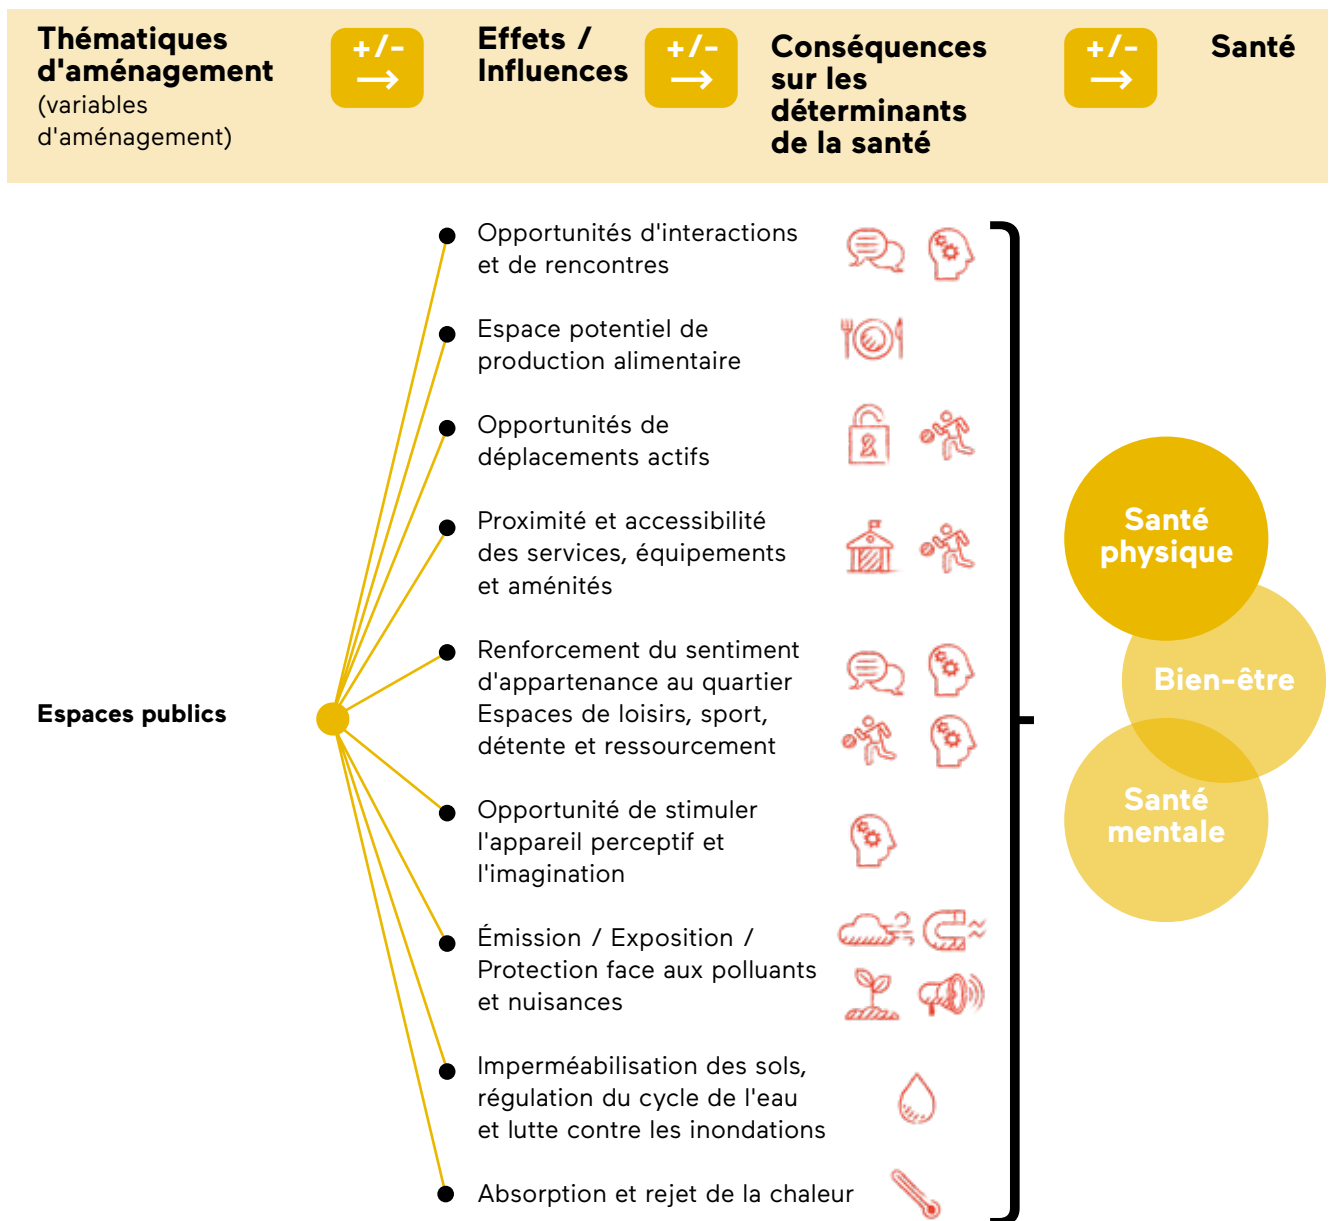 Thématiques
d'aménagement
(variables
d'aménagement)
+/-
Effets /
Influences
+/-
Conséquences
sur les
déterminants
de la santé
+/-
Santé
Espaces publics
Opportunités d'interactions
et de rencontres
Espace potentiel de
production alimentaire
Opportunités de
déplacements actifs
Proximité et accessibilité
des services, équipements
et aménités
Renforcement du sentiment
d'appartenance au quartier
Espaces de loisirs, sport,
détente et ressourcement
Opportunité de stimuler
l'appareil perceptif et
l'imagination
Émission / Exposition /
Protection face aux polluants
et nuisances
Imperméabilisation des sols,
régulation du cycle de l'eau
et lutte contre les inondations
Absorption et rejet de la chaleur
Santé
physique
Bien-être
Santé
mentale